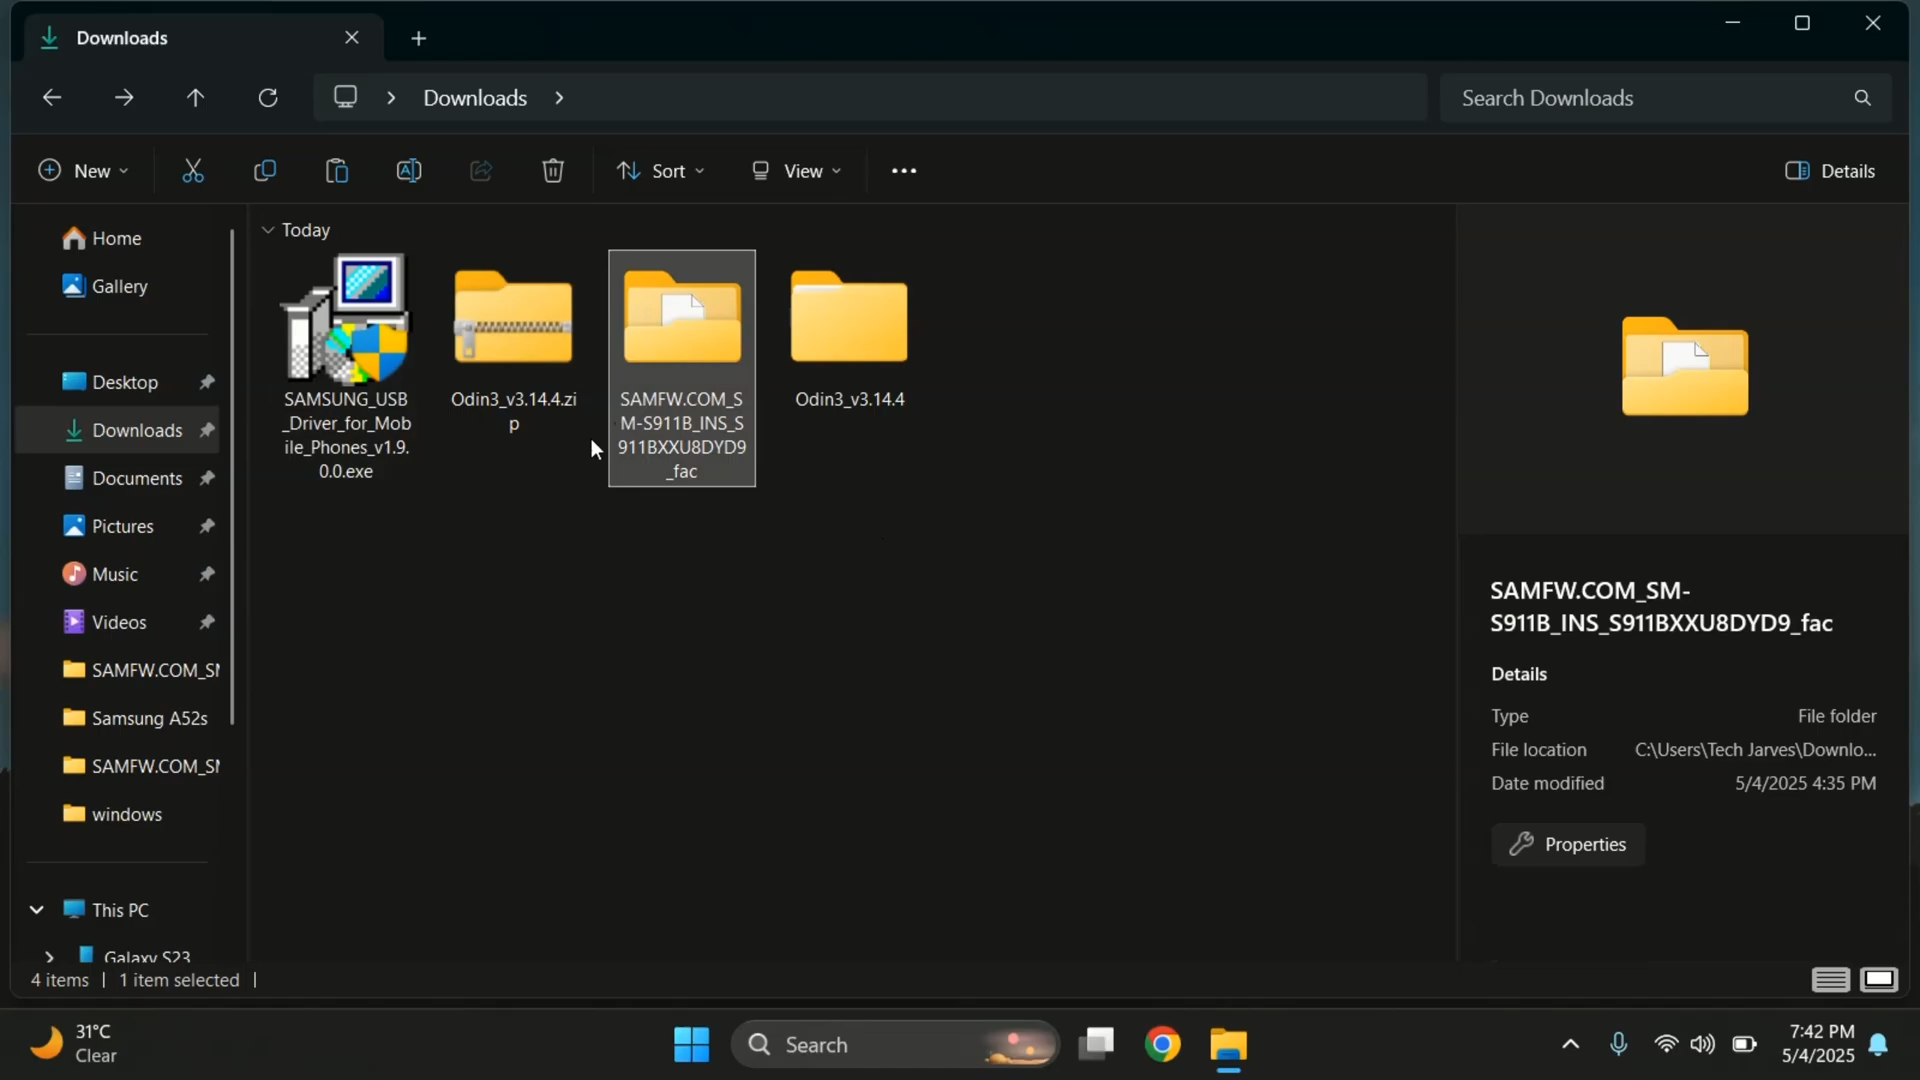 Downloads
Downloads
Search Downloads
New
Sort
View
Details
Home
Gallery
Desktop
Downloads
Documents
Pictures
Music
Videos
SAMFW.COM_SM
Samsung A52s
SAMFW.COM_SM
windows
This PC
Galaxy S23
Today
SAMSUNG_USB
_Driver_for_Mob
ile_Phones_v1.9.
0.0.exe
Odin3_v3.14.4.zi
p
SAMFW.COM_S
M-S911B_INS_S
911BXXU8DYD9
_fac
Odin3_v3.14.4
SAMFW.COM_SM-
S911B_INS_S911BXXU8DYD9_fac
Details
Type File folder
File location C:\Users\Tech Jarves\Downlo...
Date modified 5/4/2025 4:35 PM
Properties
4 items | 1 item selected |
31°C
Clear
Search
7:42 PM
5/4/2025